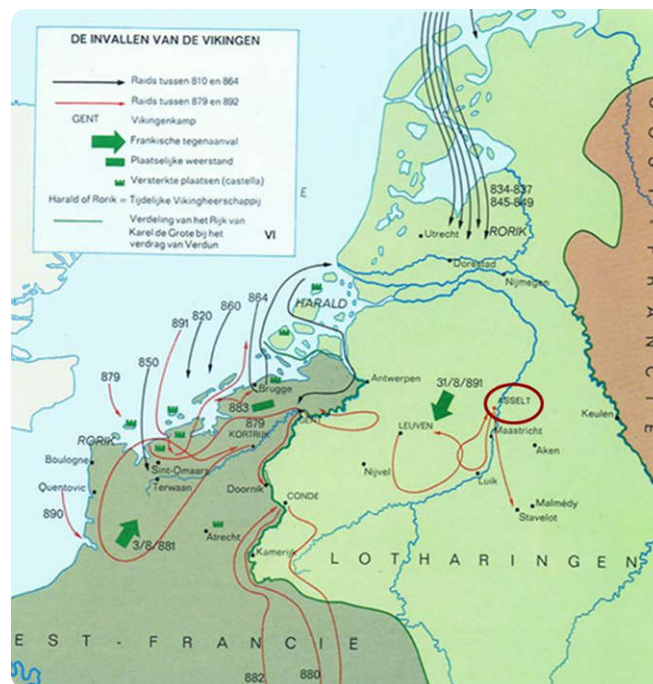 DE INVALLEN VAN DE VIKINGEN
Raids tussen 810 en 864
Raids tussen 879 en 892
GENT Vikingenkamp
Frankische tegenaanval
Plaatselijke weerstand
Versterkte plaatsen (castella)
Harald of Rorik = Tijdelijke Vikingheerschappij
Verdeling van het Rijk van
Karel de Grote bij het
verdrag van Verdun VI
E
834-837
845-849
RORIK
Utrecht
Dorestad
Nijmegen
HARALD
864
860
820
891
850
879
Brugge
883
879
GENT
KORTRIJK
Antwerpen
31/8/891
ASSELT
LEUVEN
Maastricht
Keulen
Aken
Nijvel
Luik
Malmédy
Stavelot
RORIK
Boulogne
Sint-Omaars
Terwaan
Quentovic
Doornik
CONDE
890
3/8/881
Atrecht
Kamerijk
LOTHARINGEN
OOST-FRANCIE
EST-FRANCIE
882
880